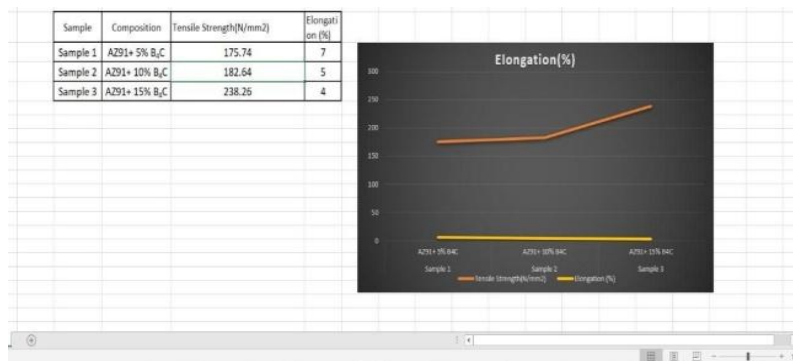 Sample Composition Tensile Strength(N/mm2) Elongati
on (%)
Sample 1 AZ91+ 5% B₄C 175.74 7
Sample 2 AZ91+ 10% B₄C 182.64 5
Sample 3 AZ91+ 15% B₄C 238.26 4
Elongation(%)
300
250
200
150
100
50
0
AZ91+ 5% B4C AZ91+ 10% B4C AZ91+ 15% B4C
Sample 1 Sample 2 Sample 3
Tensile Strength(N/mm2) Elongation (%)